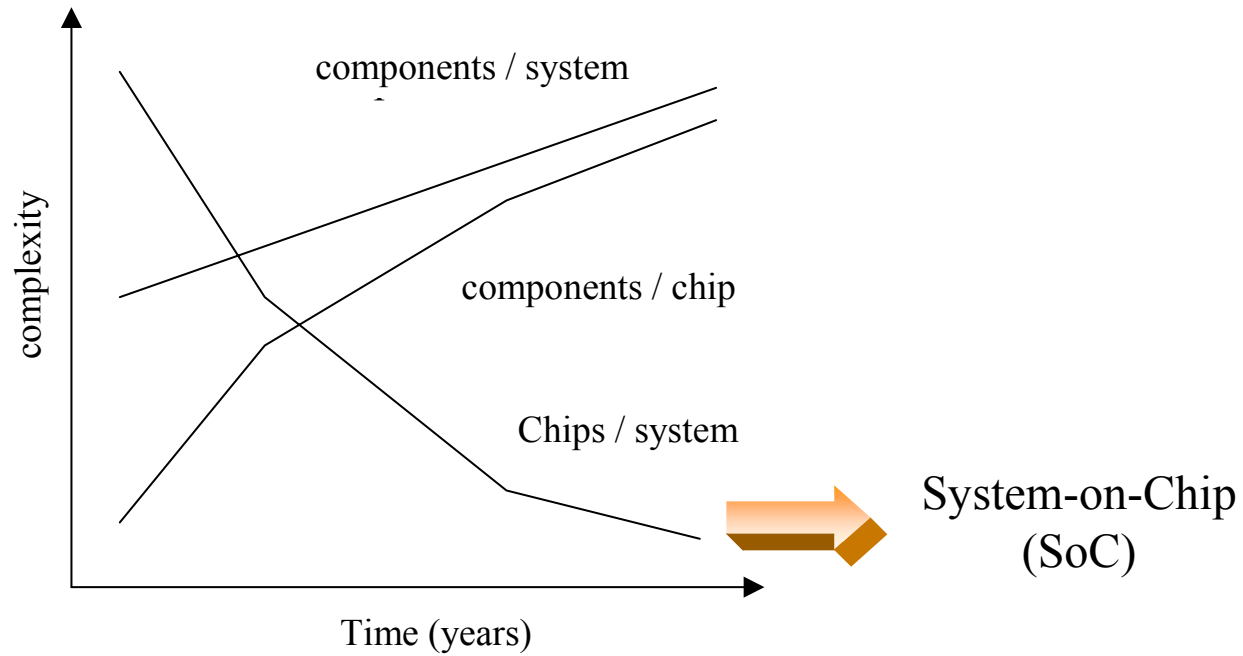 components / system
complexity
components / chip
Chips / system
System-on-Chip
(SoC)
Time (years)